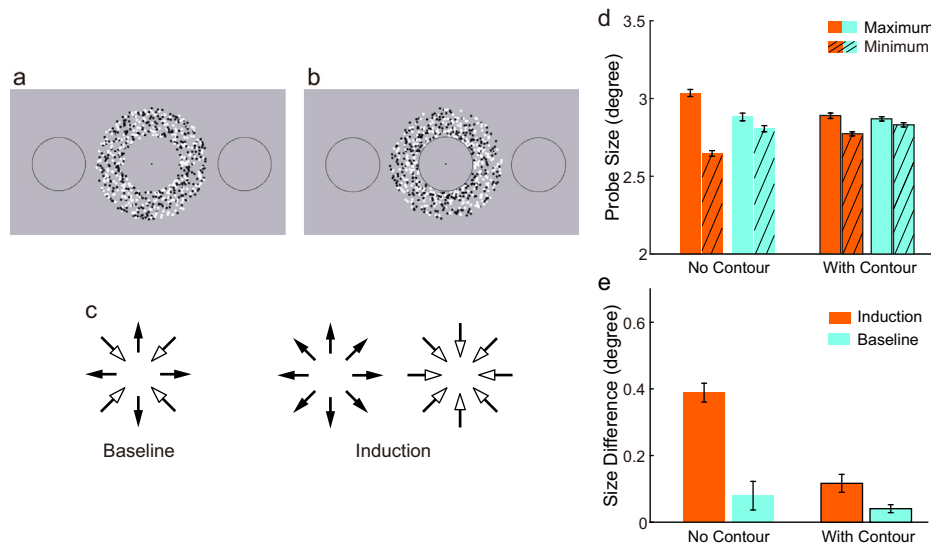 a
b
c
Baseline
Induction
d
Probe Size (degree)
3.5
3
2.5
2
Maximum
Minimum
No Contour
With Contour
e
Size Difference (degree)
0.6
0.4
0.2
0
Induction
Baseline
No Contour
With Contour